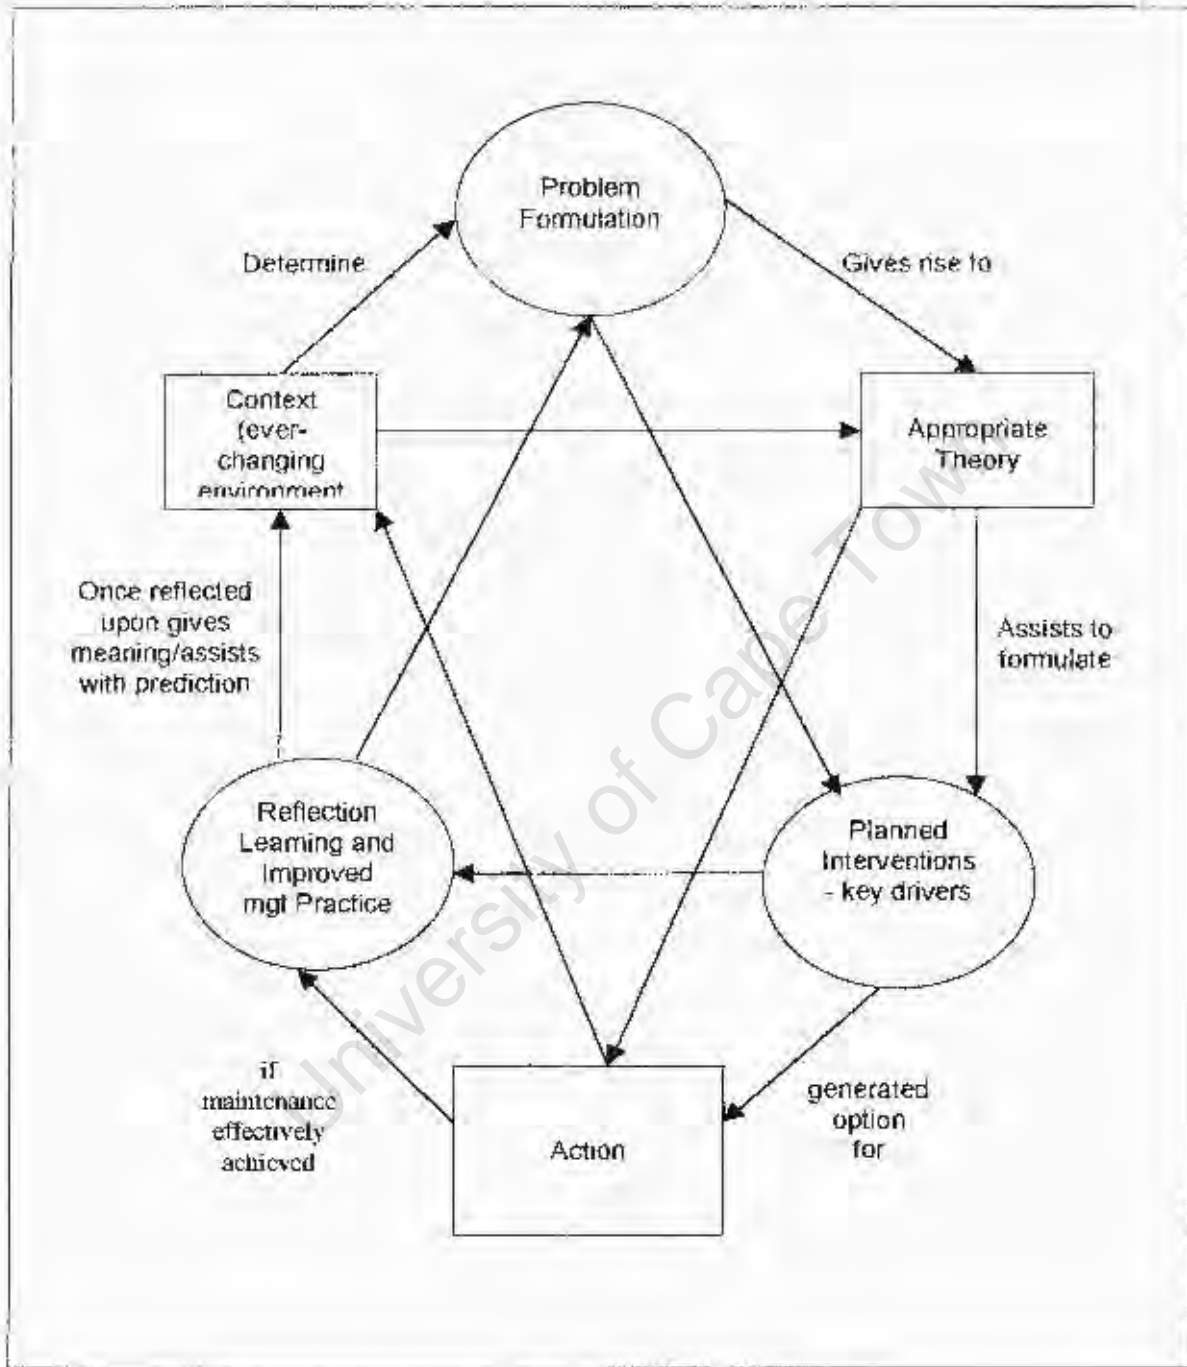 Problem
Formulation
Determine
Gives rise to
Context
(ever-
changing
environment
Appropriate
Theory
Once reflected
upon gives
meaning/assists
with prediction
Assists to
formulate
Reflection
Learning and
Improved
mgt Practice
Planned
Interventions
- key drivers
if
maintenance
effectively
achieved
Action
generated
option
for
University of Cape Town